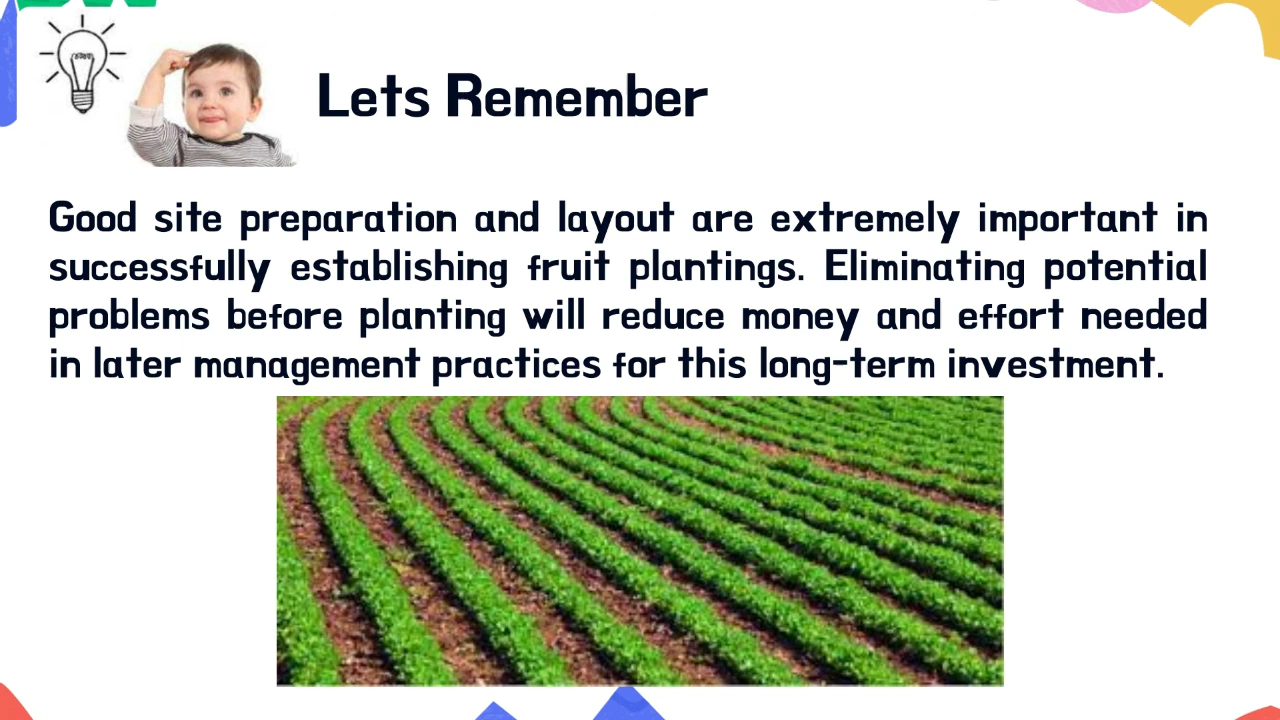 Lets Remember
Good site preparation and layout are extremely important in
successfully establishing fruit plantings. Eliminating potential
problems before planting will reduce money and effort needed
in later management practices for this long-term investment.